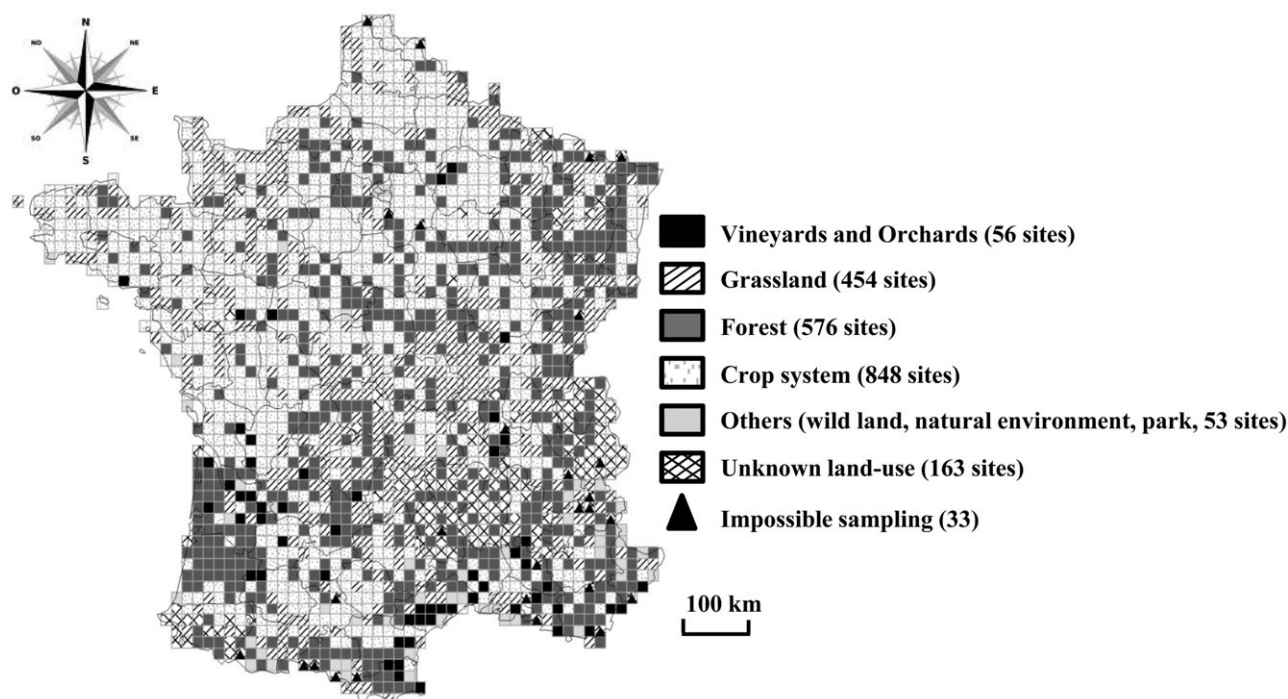 N
NO
NE
O
E
SO
SE
S
Vineyards and Orchards (56 sites)
Grassland (454 sites)
Forest (576 sites)
Crop system (848 sites)
Others (wild land, natural environment, park, 53 sites)
Unknown land-use (163 sites)
Impossible sampling (33)
100 km